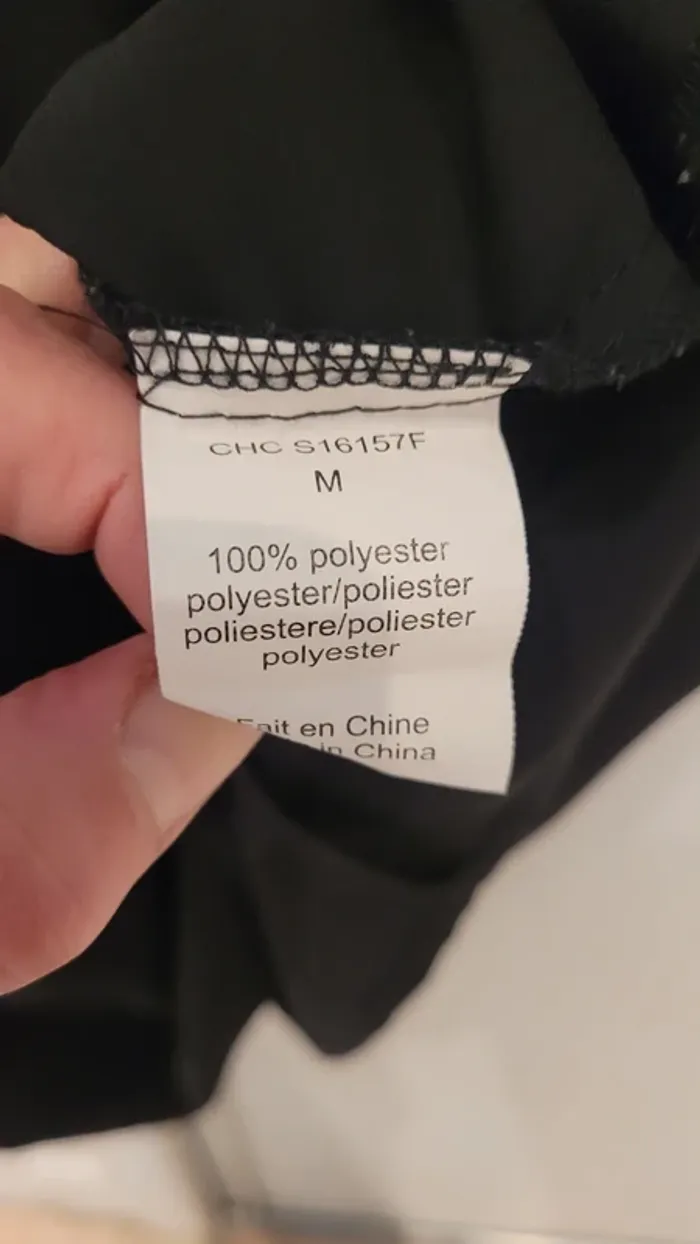 CHC S16157F
M
100% polyester
polyester/poliester
poliestere/poliester
polyester
Fait en Chine
in China